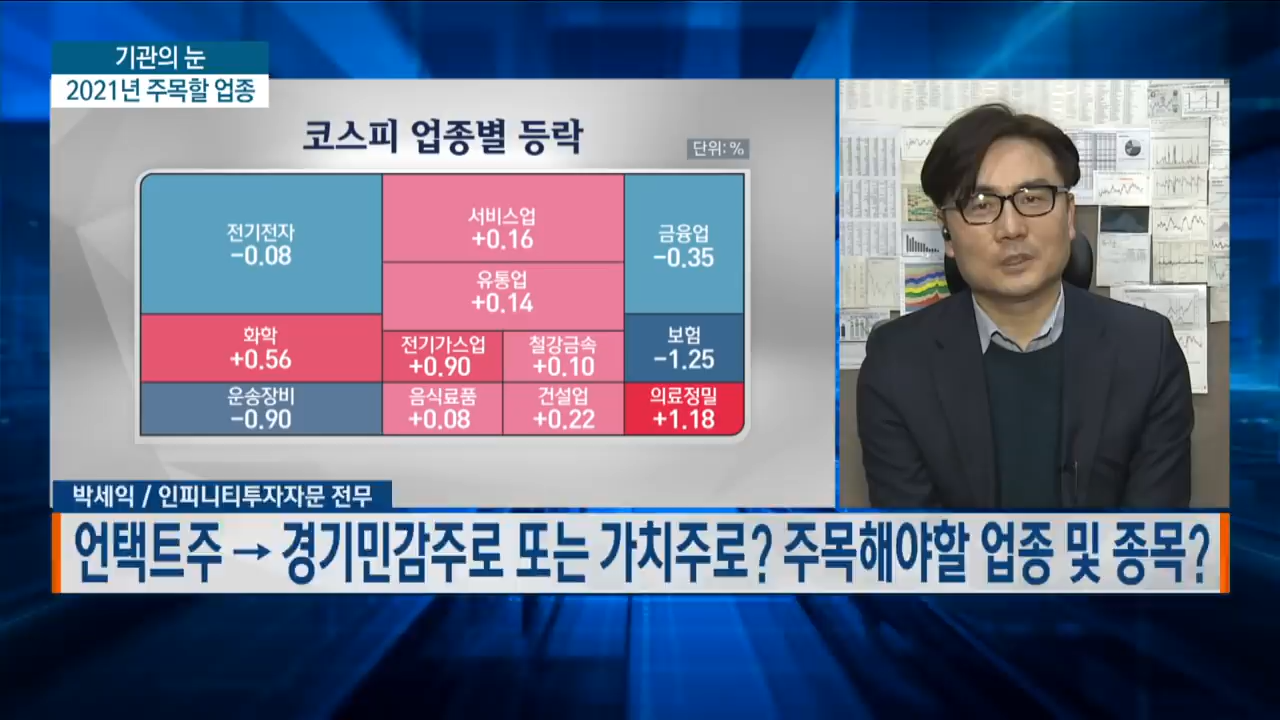 기관의 눈
2021년 주목할 업종
코스피 업종별 등락
단위: %
전기전자
-0.08
서비스업
+0.16
금융업
-0.35
유통업
+0.14
화학
+0.56
전기가스업
+0.90
철강금속
+0.10
보험
-1.25
운송장비
-0.90
음식료품
+0.08
건설업
+0.22
의료정밀
+1.18
박세익 / 인피니티투자자문 전무
언택트주 → 경기민감주로 또는 가치주로? 주목해야할 업종 및 종목?